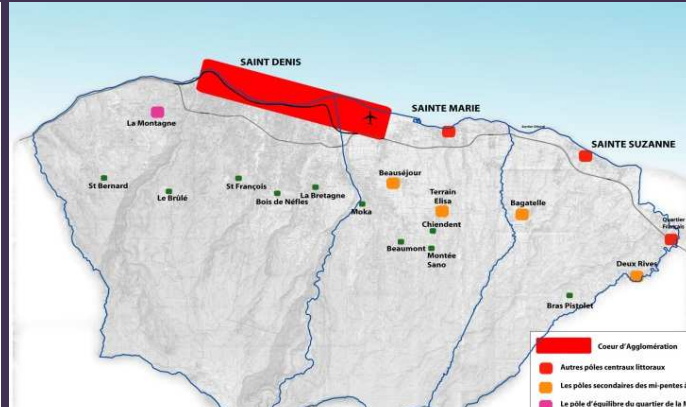 SAINT DENIS
SAINTE MARIE
La Montagne
SAINTE SUZANNE
Beauséjour
St Bernard
St François
La Bretagne
Terrain
Elisa
Le Brûlé
Bois de Nèfles
Bagatelle
Moka
Chiendent
Quartier
Français
Beaumont
Montée
Sano
Deux Rives
Bras Pistolet
Coeur d'Agglomération
Autres pôles centraux littoraux
Les pôles secondaires des mi-pentes
Le pôle d'équilibre du quartier de la